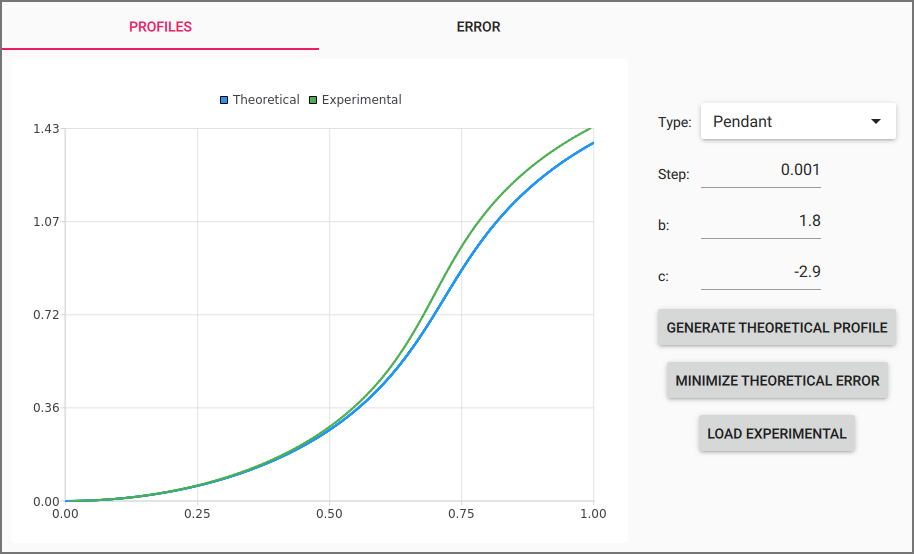 PROFILES
ERROR
Theoretical
Experimental
1.43
1.07
0.72
0.36
0.00
0.00
0.25
0.50
0.75
1.00
Type:
Pendant
Step:
0.001
b:
1.8
c:
-2.9
GENERATE THEORETICAL PROFILE
MINIMIZE THEORETICAL ERROR
LOAD EXPERIMENTAL